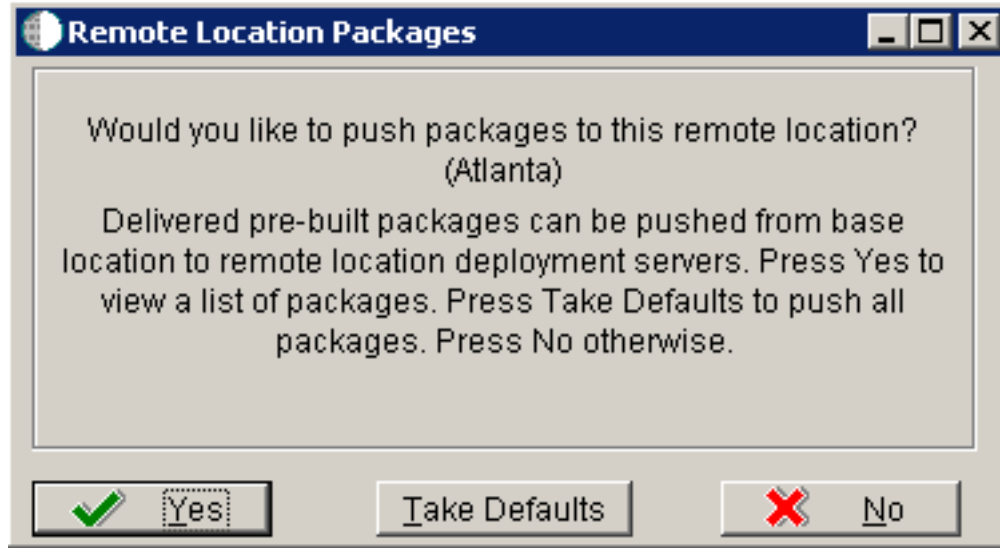 Remote Location Packages
Would you like to push packages to this remote location?
(Atlanta)
Delivered pre-built packages can be pushed from base
location to remote location deployment servers. Press Yes to
view a list of packages. Press Take Defaults to push all
packages. Press No otherwise.
Yes
Take Defaults
No